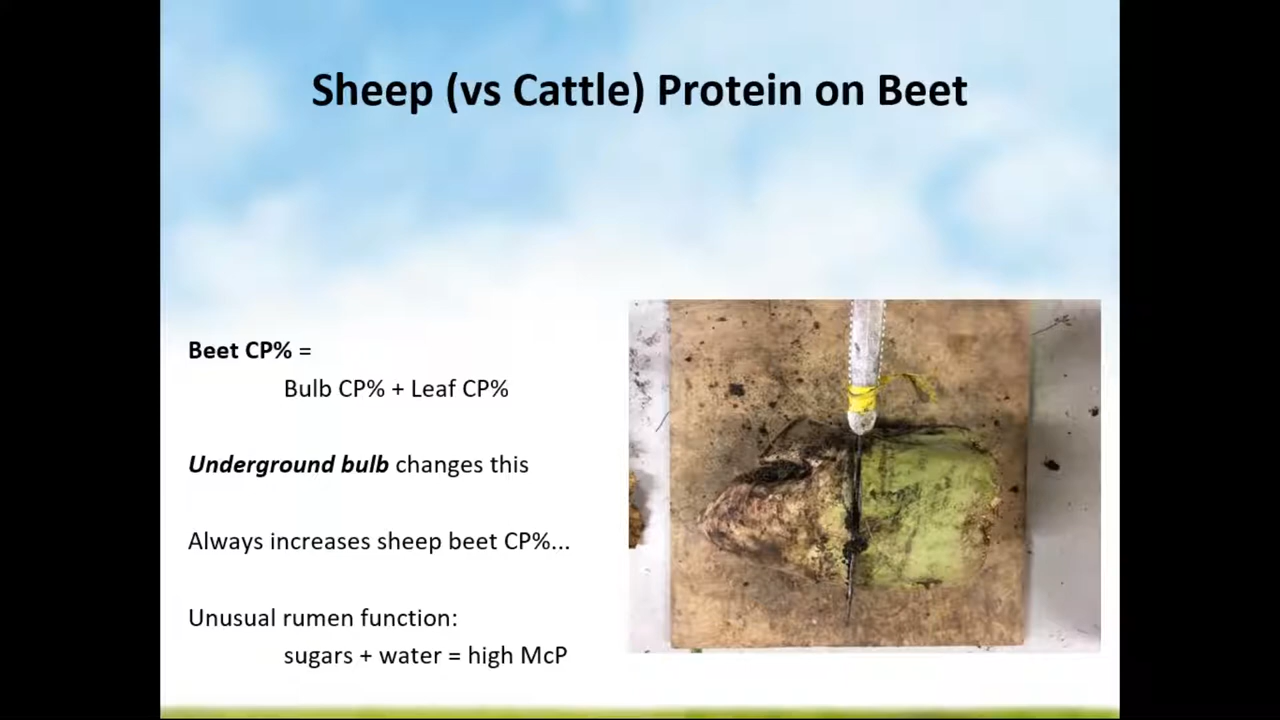 Sheep (vs Cattle) Protein on Beet
Beet CP% =
Bulb CP% + Leaf CP%
Underground bulb changes this
Always increases sheep beet CP%...
Unusual rumen function:
sugars + water = high McP